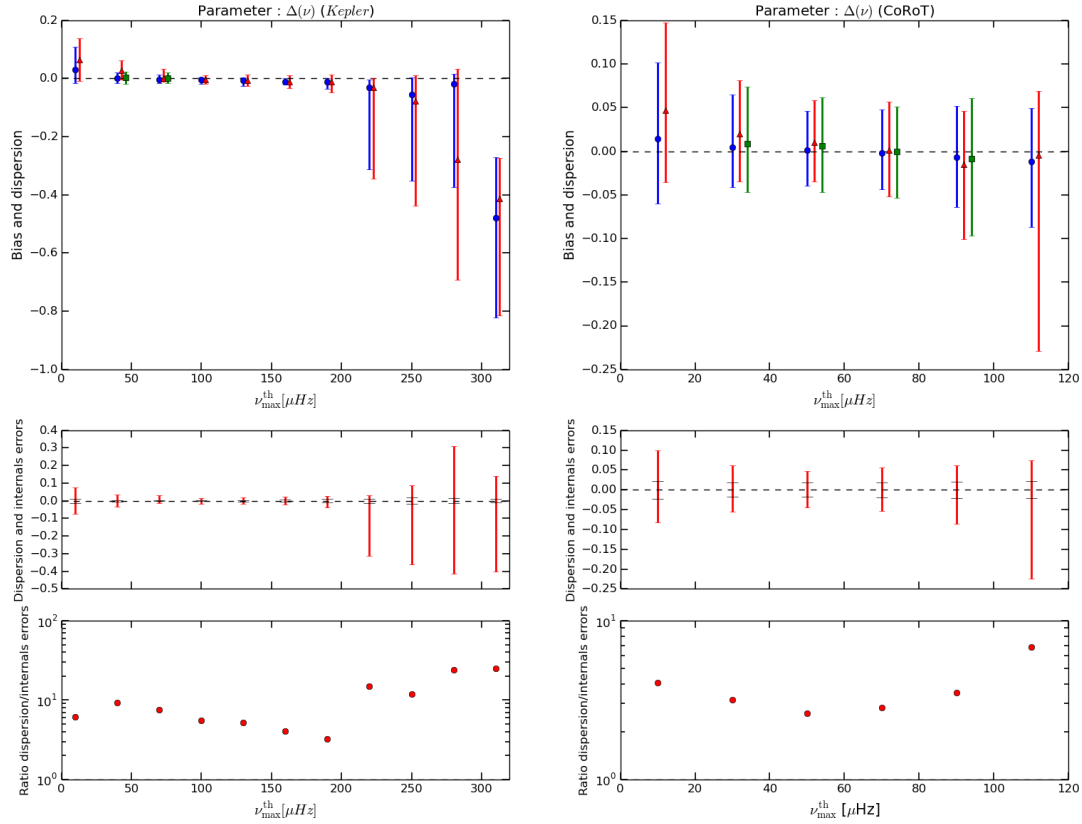 Parameter : Δ(ν) (Kepler)
0.2
0.0
−0.2
−0.4
−0.6
−0.8
−1.0
Bias and dispersion
0 50 100 150 200 250 300
ν_max^th [μHz]
Parameter : Δ(ν) (CoRoT)
0.15
0.10
0.05
0.00
−0.05
−0.10
−0.15
−0.20
−0.25
Bias and dispersion
0 20 40 60 80 100 120
ν_max^th [μHz]
0.4
0.3
0.2
0.1
0.0
−0.1
−0.2
−0.3
−0.4
−0.5
Dispersion and internals errors
0.15
0.10
0.05
0.00
−0.05
−0.10
−0.15
−0.20
−0.25
Dispersion and internals errors
10^2
10^1
10^0
Ratio dispersion/internals errors
0 50 100 150 200 250 300
ν_max^th [μHz]
10^1
10^0
Ratio dispersion/internals errors
0 20 40 60 80 100 120
ν_max^th [μHz]